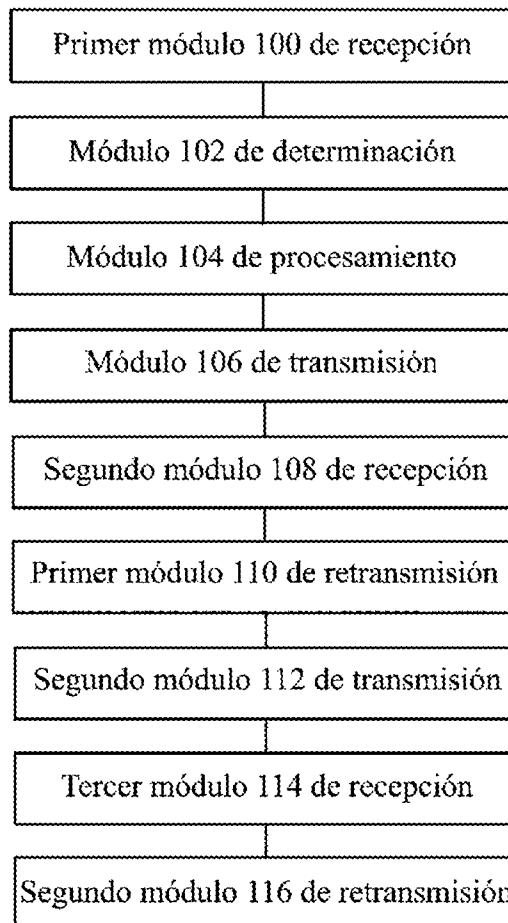 Primer módulo 100 de recepción
Módulo 102 de determinación
Módulo 104 de procesamiento
Módulo 106 de transmisión
Segundo módulo 108 de recepción
Primer módulo 110 de retransmisión
Segundo módulo 112 de transmisión
Tercer módulo 114 de recepción
Segundo módulo 116 de retransmisión